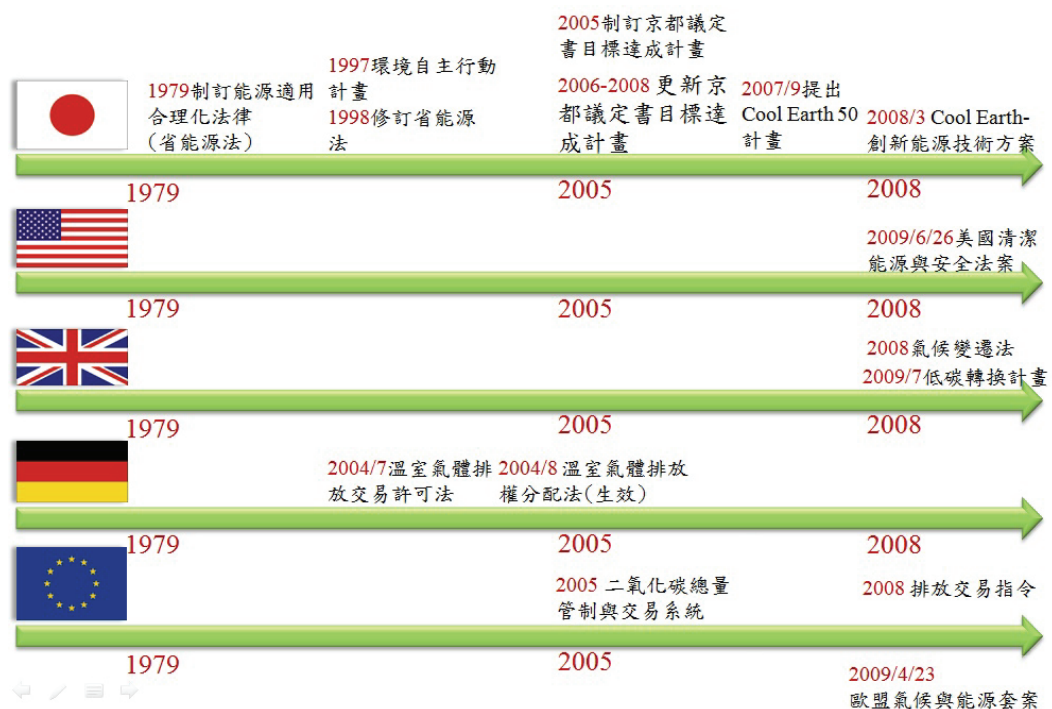 1979制訂能源適用
合理化法律
(省能源法)
1997環境自主行動
計畫
1998修訂省能源
法
2005制訂京都議定
書目標達成計畫
2006-2008 更新京
都議定書目標達
成計畫
2007/9提出
Cool Earth 50
計畫
2008/3 Cool Earth-
創新能源技術方案
1979
2005
2008
2009/6/26美國清潔
能源與安全法案
1979
2005
2008
2008氣候變遷法
2009/7低碳轉換計畫
1979
2005
2008
2004/7溫室氣體排
放交易許可法
2004/8 溫室氣體排放
權分配法(生效)
1979
2005
2008
2005 二氧化碳總量
管制與交易系統
2008 排放交易指令
1979
2005
2009/4/23
歐盟氣候與能源套案